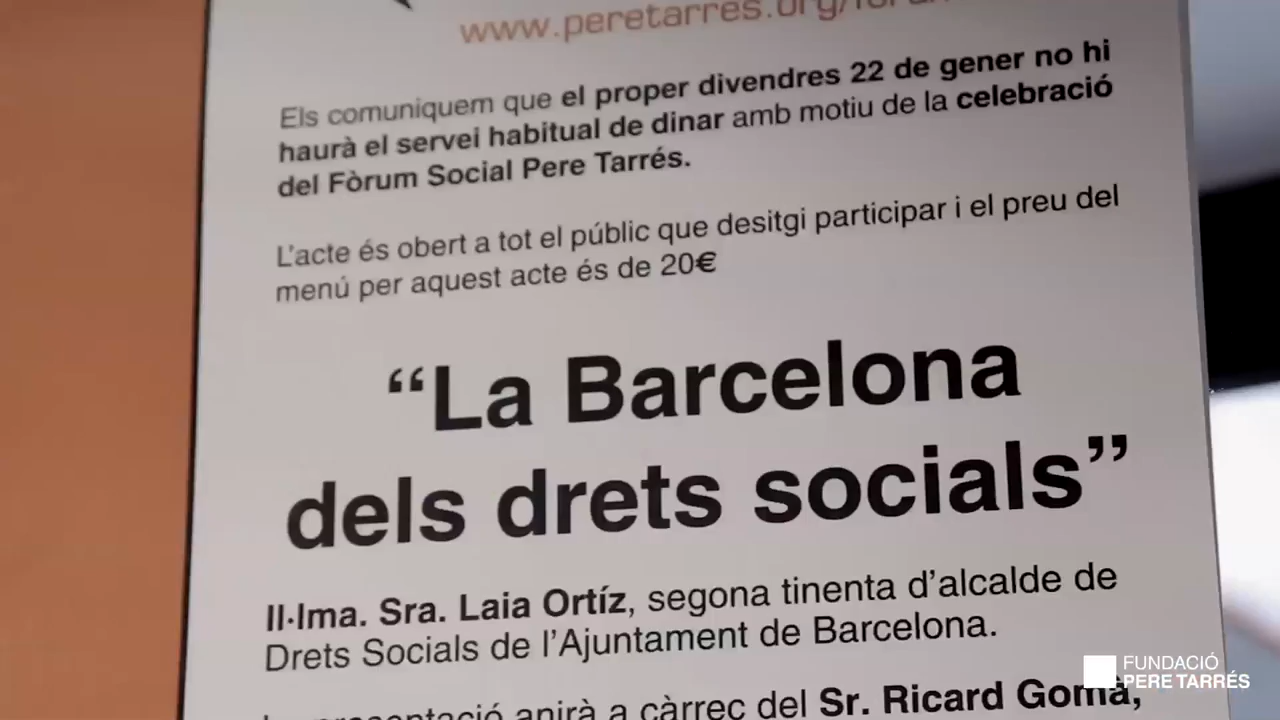 www.peretarres.org/
Els comuniquem que el proper divendres 22 de gener no hi
haurà el servei habitual de dinar amb motiu de la celebració
del Fòrum Social Pere Tarrés.
L’acte és obert a tot el públic que desitgi participar i el preu del
menú per aquest acte és de 20€
“La Barcelona
dels drets socials”
Il·lma. Sra. Laia Ortíz, segona tinenta d’alcalde de
Drets Socials de l’Ajuntament de Barcelona.
presentació anirà a càrrec del Sr. Ricard Gomà,
FUNDACIÓ
PERE TARRÉS